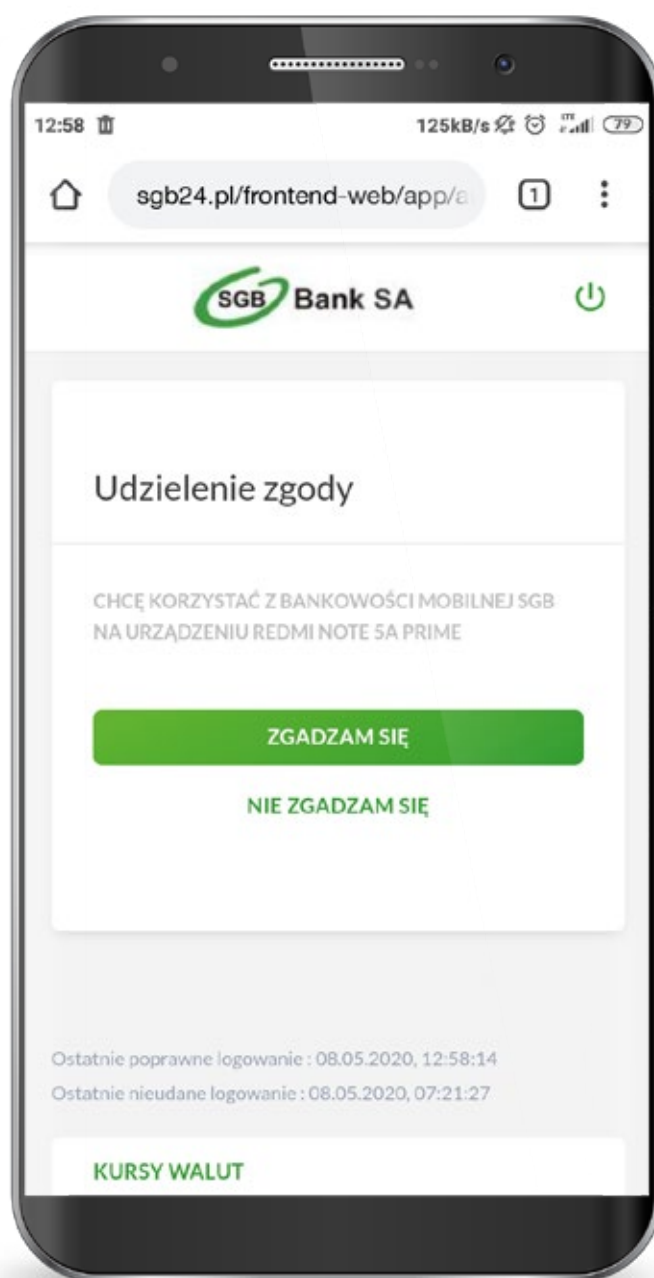 12:58
125kB/s
79
sgb24.pl/frontend-web/app/a
1
SGB Bank SA
Udzielenie zgody
CHCĘ KORZYSTAĆ Z BANKOWOŚCI MOBILNEJ SGB
NA URZĄDZENIU REDMI NOTE 5A PRIME
ZGADZAM SIĘ
NIE ZGADZAM SIĘ
Ostatnie poprawne logowanie : 08.05.2020, 12:58:14
Ostatnie nieudane logowanie : 08.05.2020, 07:21:27
KURSY WALUT